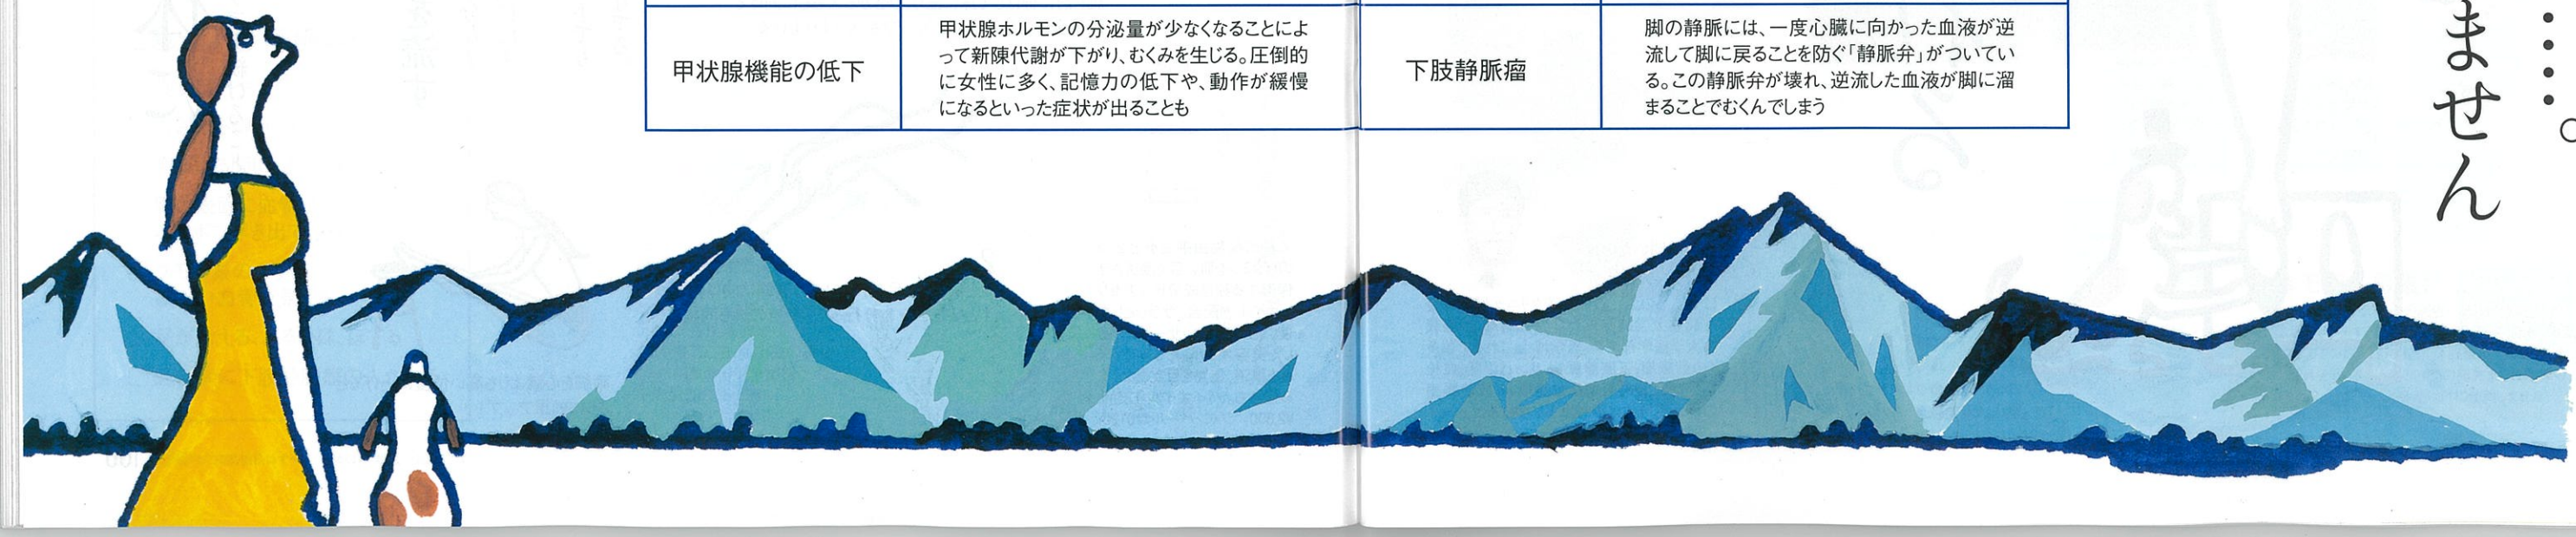 甲状腺機能の低下
甲状腺ホルモンの分泌量が少なくなることによ
って新陳代謝が下がり、むくみを生じる。圧倒的
に女性に多く、記憶力の低下や、動作が緩慢
になるといった症状が出ることも
下肢静脈瘤
脚の静脈には、一度心臓に向かった血液が逆
流して脚に戻ることを防ぐ「静脈弁」がついてい
る。この静脈弁が壊れ、逆流した血液が脚に溜
まることでむくんでしまう
……。
ません